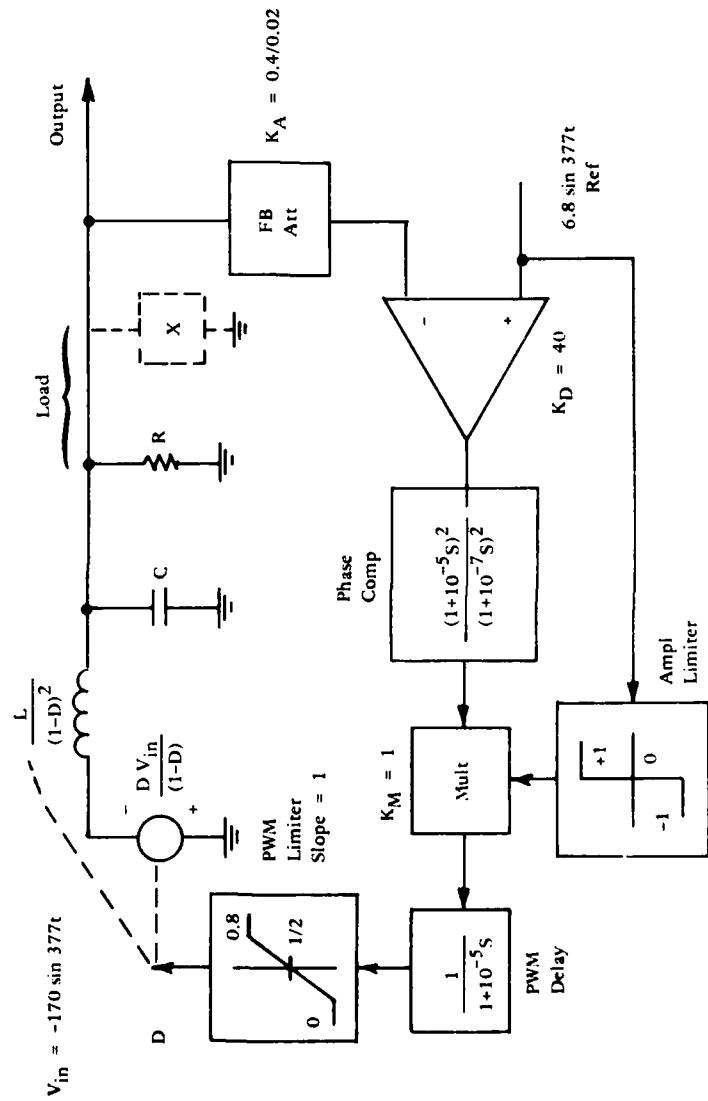 V_in = -170 sin 377t
L
(1-D)^2
D V_in
(1-D)
-
+
C
R
Load
X
Output
D
PWM
Limiter
Slope = 1
0.8
1/2
0
FB
Att
K_A = 0.4/0.02
Phase
Comp
(1+10^-5 S)^2
(1+10^-7 S)^2
-
+
K_D = 40
6.8 sin 377t
Ref
K_M = 1
Mult
1
1+10^-5 S
PWM
Delay
+1
0
-1
Ampl
Limiter